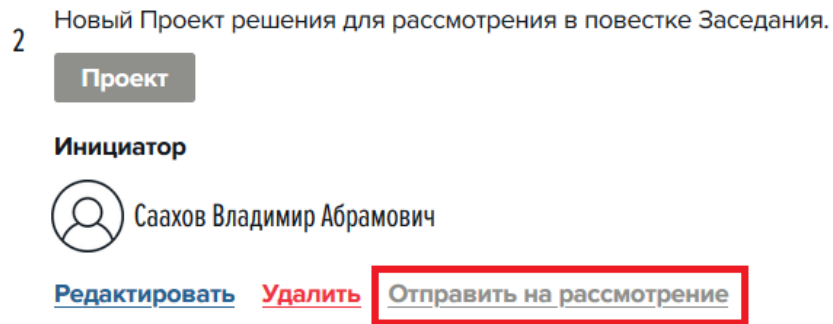 Новый Проект решения для рассмотрения в повестке Заседания.
2
Проект
Инициатор
Саахов Владимир Абрамович
Редактировать Удалить Отправить на рассмотрение